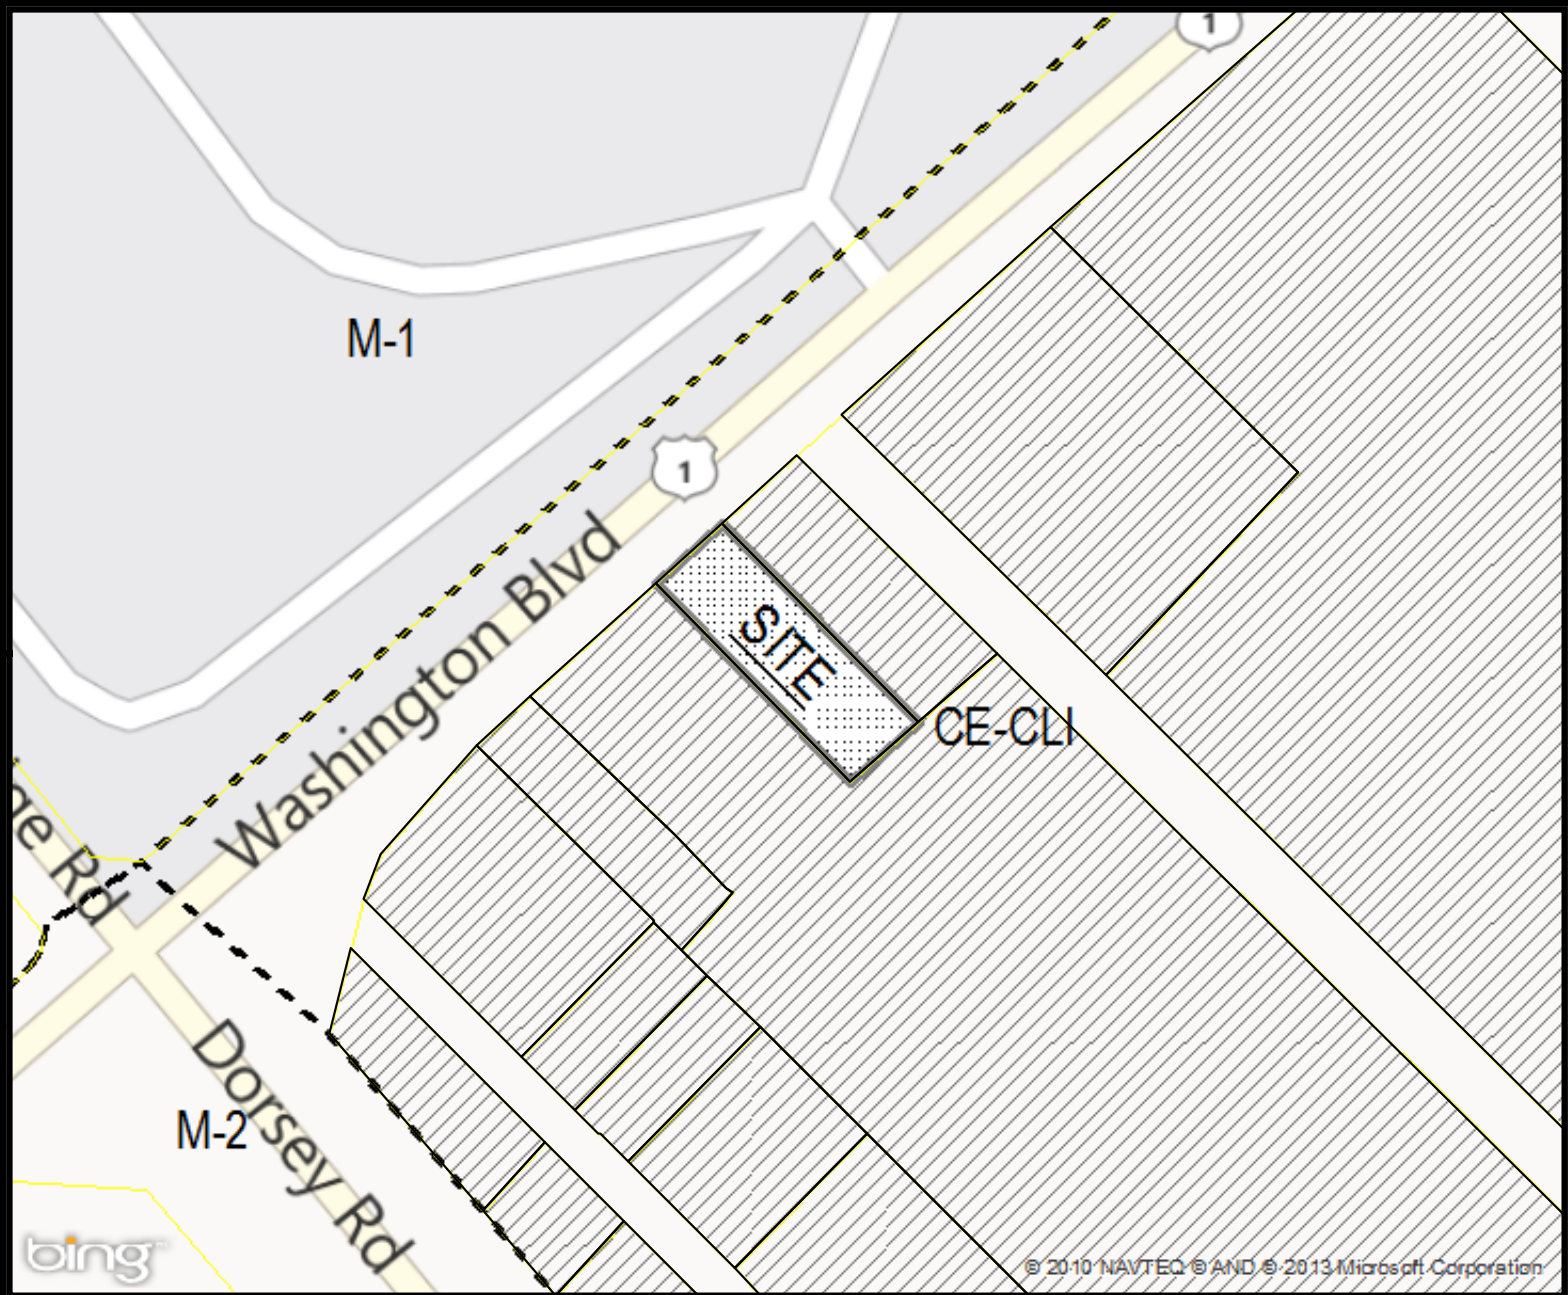 1
M-1
1
Washington Blvd
SITE
CE-CLI
ge Rd
Dorsey Rd
M-2
bing
© 2010 NAVTEQ © AND © 2013 Microsoft Corporation